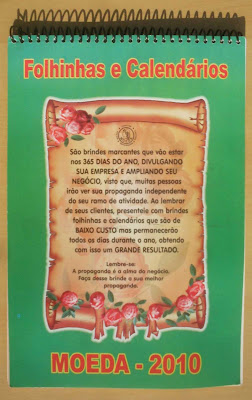 Folhinhas e Calendários
São brindes marcantes que vão estar
nos 365 DIAS DO ANO, DIVULGANDO
SUA EMPRESA E AMPLIANDO SEU
NEGÓCIO, visto que, muitas pessoas
irão ver sua propaganda independente
do seu ramo de atividade. Ao lembrar
de seus clientes, presenteie com brindes
folhinhas e calendários que são de
BAIXO CUSTO mas permanecerão
todos os dias durante o ano, obtendo
com isso um GRANDE RESULTADO.
Lembre-se:
A propaganda é a alma do negócio.
Faça desse brinde a sua melhor
propaganda.
MOEDA - 2010